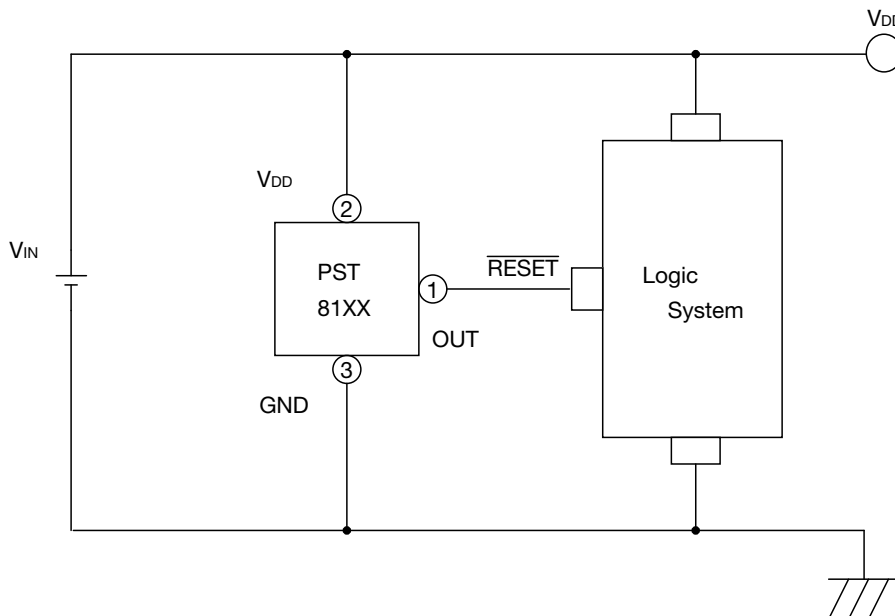 VDD
VDD
2
VIN
PST
81XX
1
RESET
Logic
System
OUT
3
GND